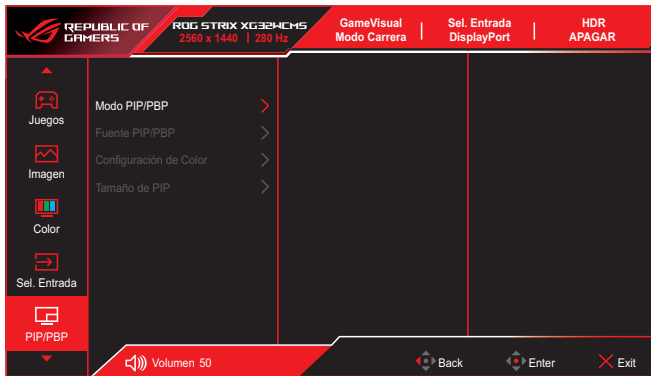 REPUBLIC OF
GAMERS
ROG STRIX XG32WCMS
2560 x 1440 | 280 Hz
GameVisual
Modo Carrera
Sel. Entrada
DisplayPort
HDR
APAGAR
Juegos
Imagen
Color
Sel. Entrada
PIP/PBP
Modo PIP/PBP
Fuente PIP/PBP
Configuración de Color
Tamaño de PIP
Volumen 50
Back
Enter
Exit